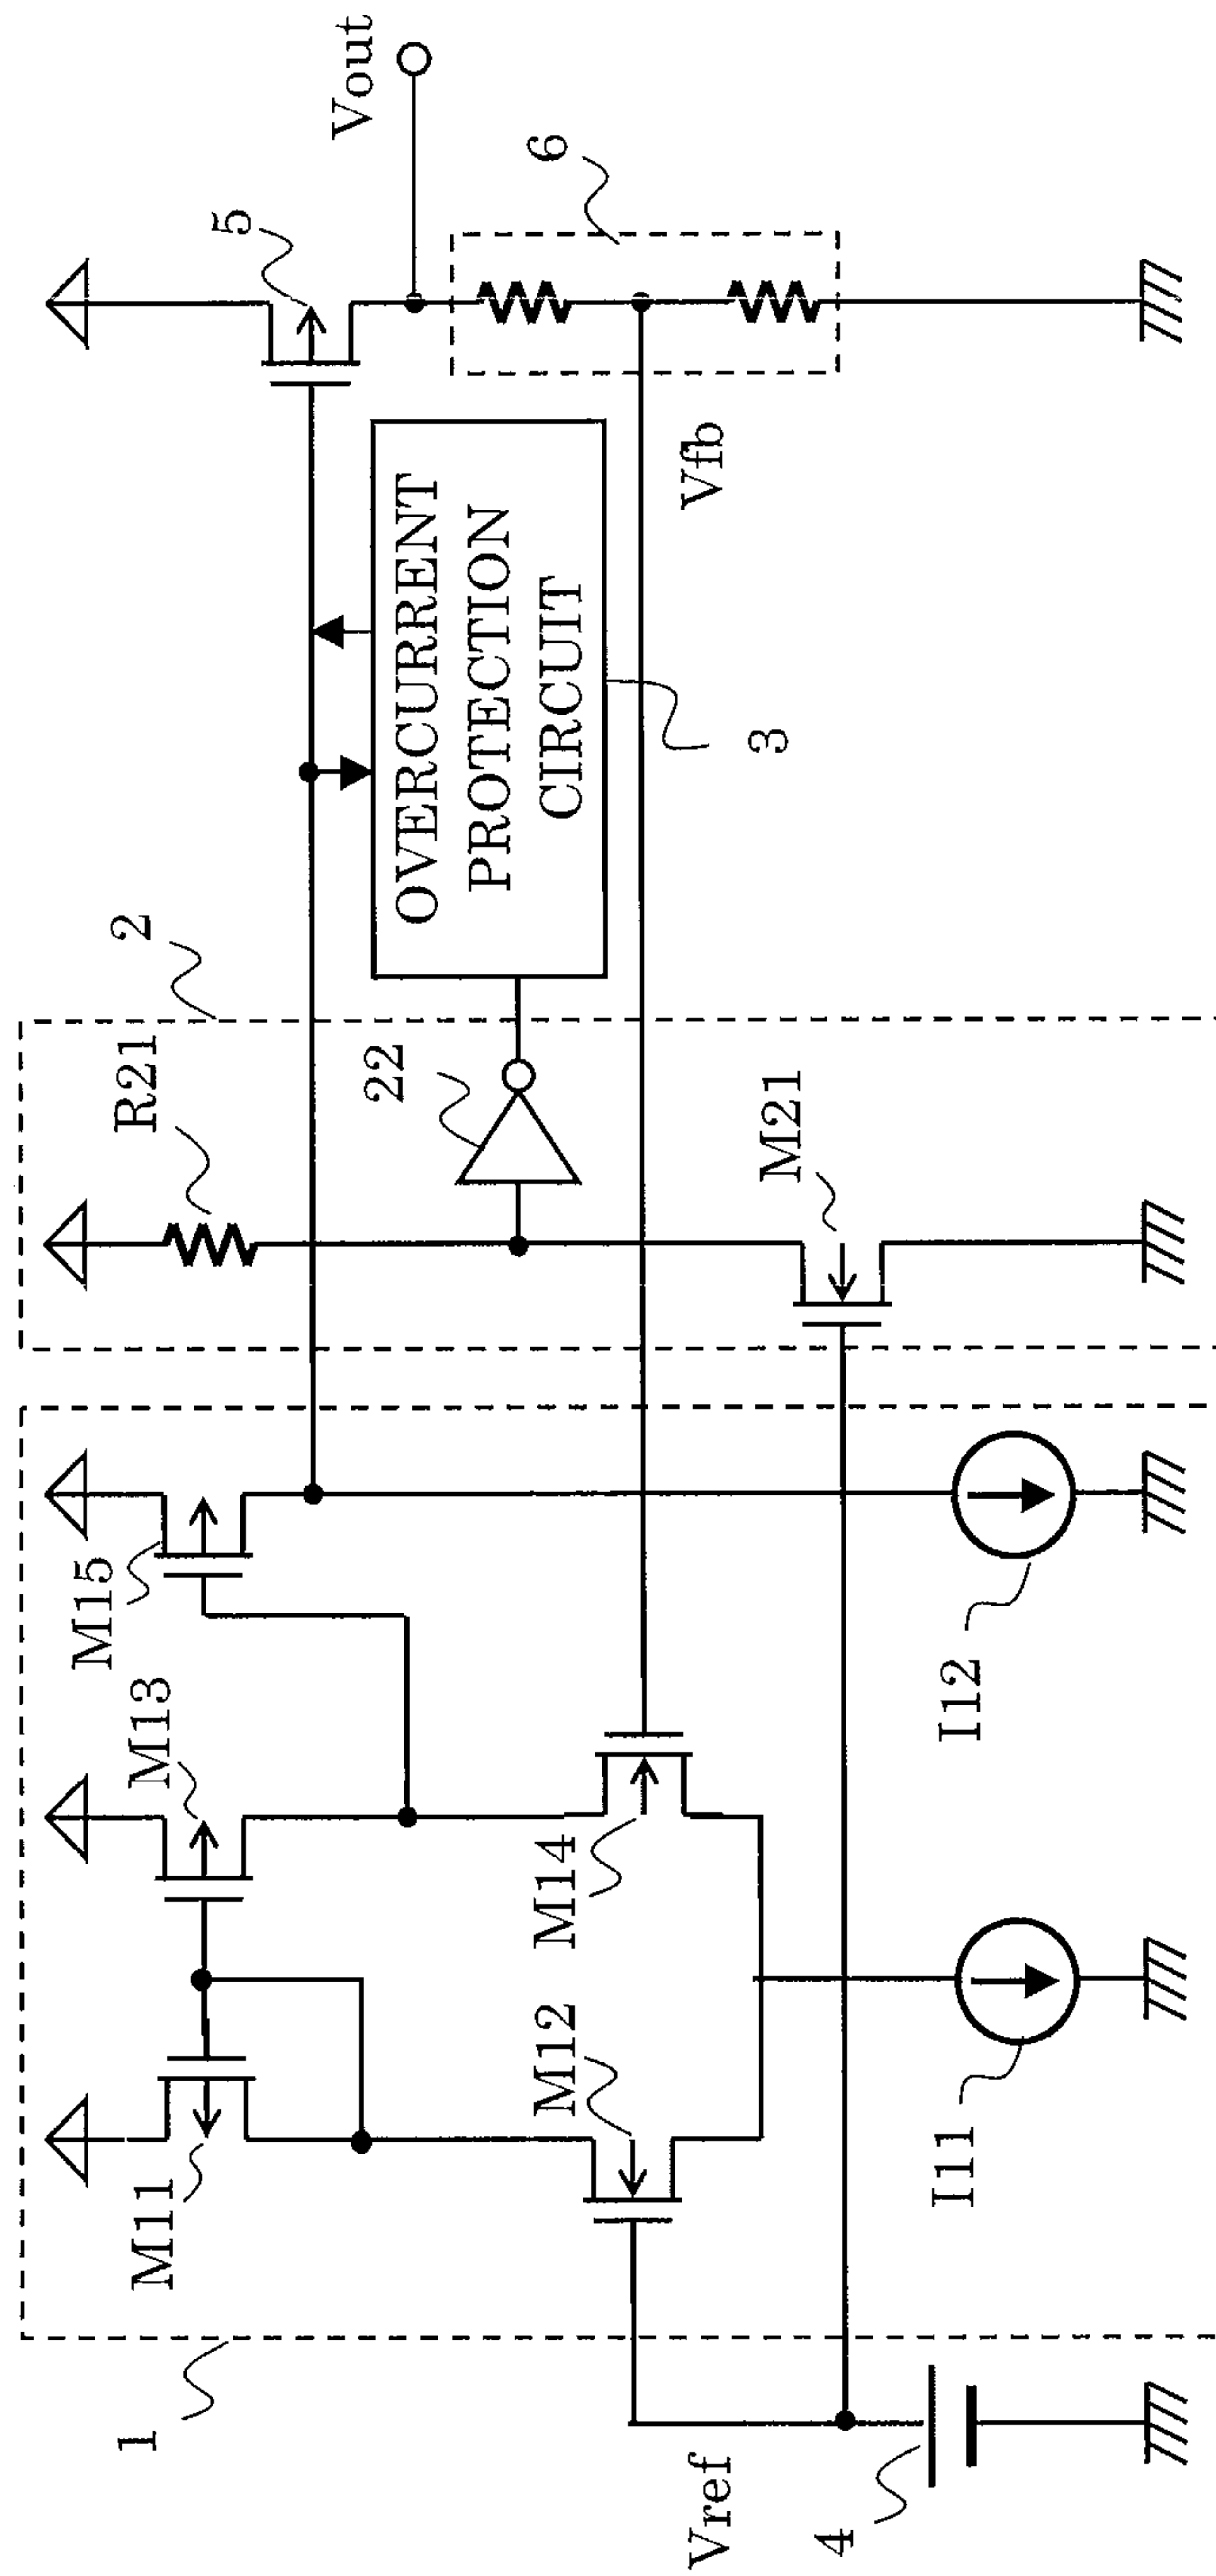 1
M11
M13
M15
M12
M14
I11
I12
Vref
4
2
R21
22
M21
OVERCURRENT
PROTECTION
CIRCUIT
3
Vfb
5
6
Vout